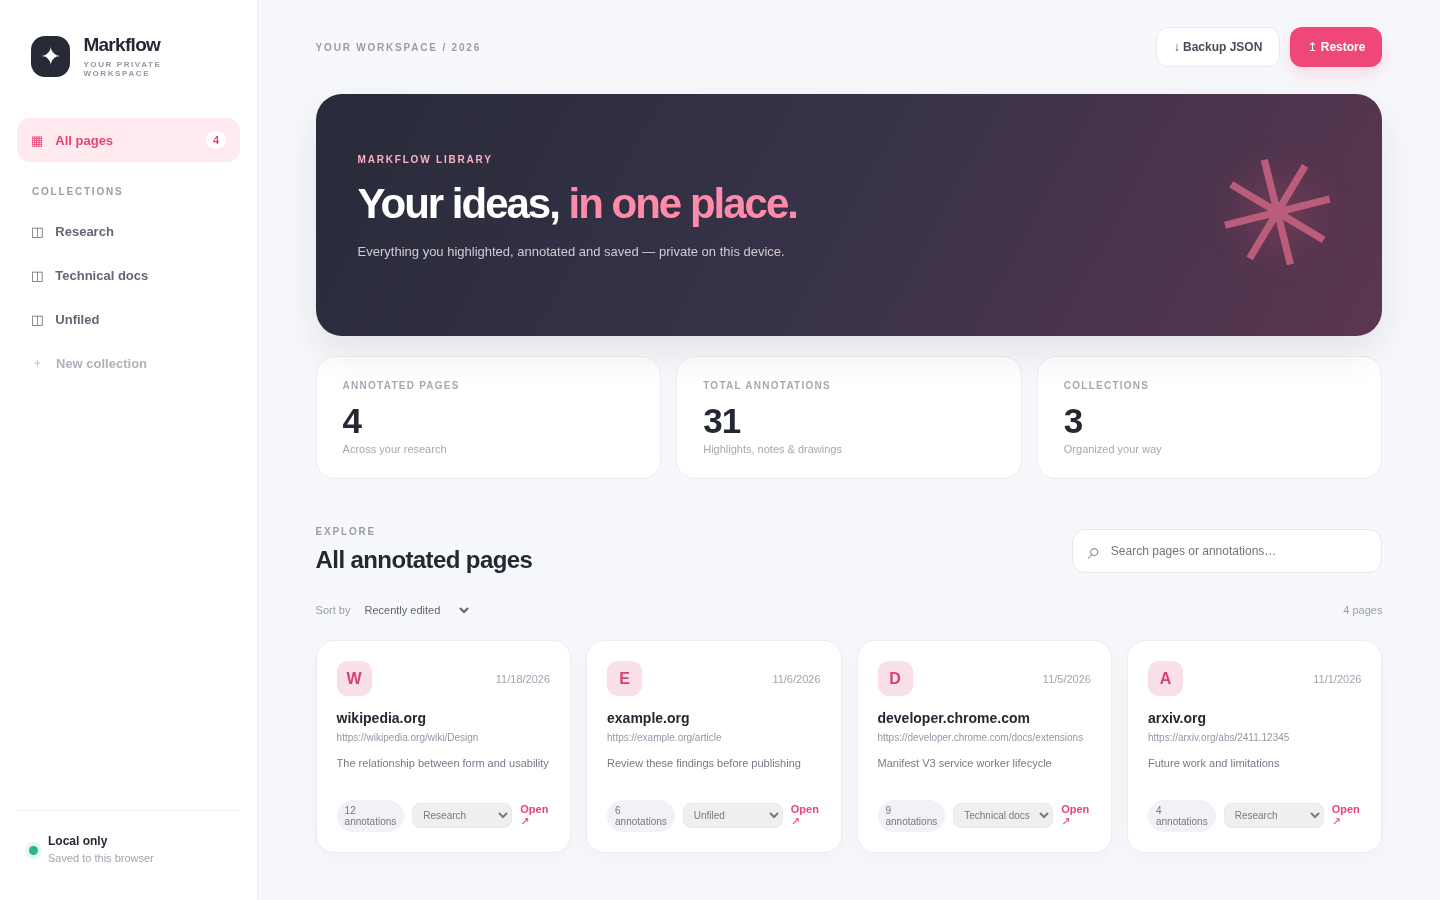 Markflow
YOUR PRIVATE
WORKSPACE
All pages
4
COLLECTIONS
Research
Technical docs
Unfiled
+ New collection
Local only
Saved to this browser
YOUR WORKSPACE / 2026
↓ Backup JSON
↥ Restore
MARKFLOW LIBRARY
Your ideas, in one place.
Everything you highlighted, annotated and saved — private on this device.
ANNOTATED PAGES
4
Across your research
TOTAL ANNOTATIONS
31
Highlights, notes & drawings
COLLECTIONS
3
Organized your way
EXPLORE
All annotated pages
Search pages or annotations…
Sort by Recently edited
4 pages
W
11/18/2026
wikipedia.org
https://wikipedia.org/wiki/Design
The relationship between form and usability
12
annotations
Research
Open
↗
E
11/6/2026
example.org
https://example.org/article
Review these findings before publishing
6
annotations
Unfiled
Open
↗
D
11/5/2026
developer.chrome.com
https://developer.chrome.com/docs/extensions
Manifest V3 service worker lifecycle
9
annotations
Technical docs
Open
↗
A
11/1/2026
arxiv.org
https://arxiv.org/abs/2411.12345
Future work and limitations
4
annotations
Research
Open
↗